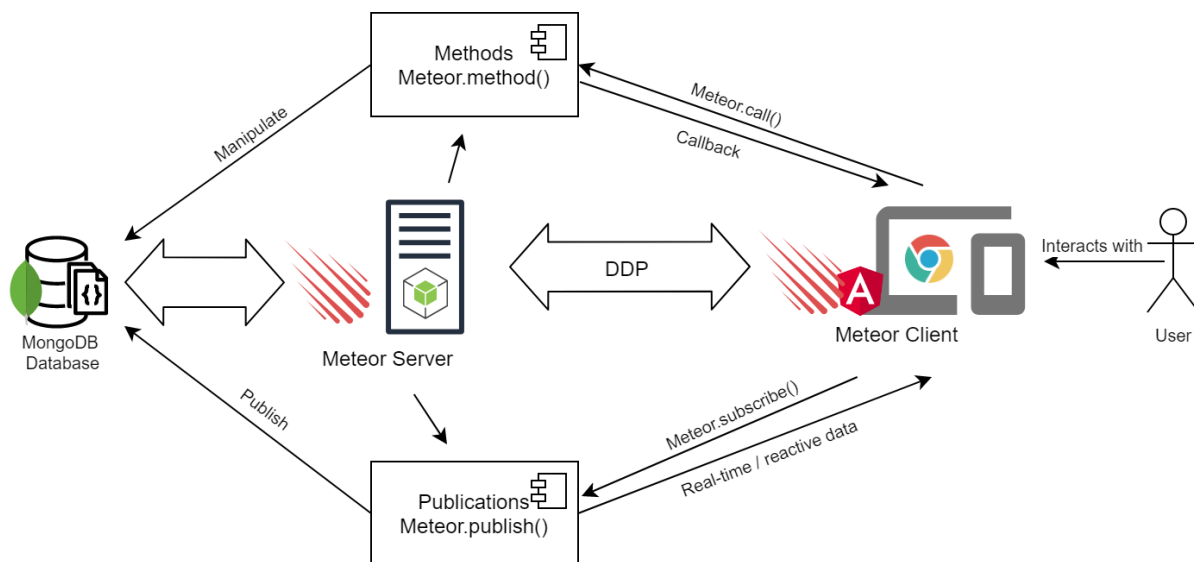 Methods
Meteor.method()
Meteor.call()
Callback
Manipulate
Interacts with
DDP
A
{}
MongoDB
Database
Meteor Server
Meteor Client
User
Publish
Meteor.subscribe()
Real-time / reactive data
Publications
Meteor.publish()